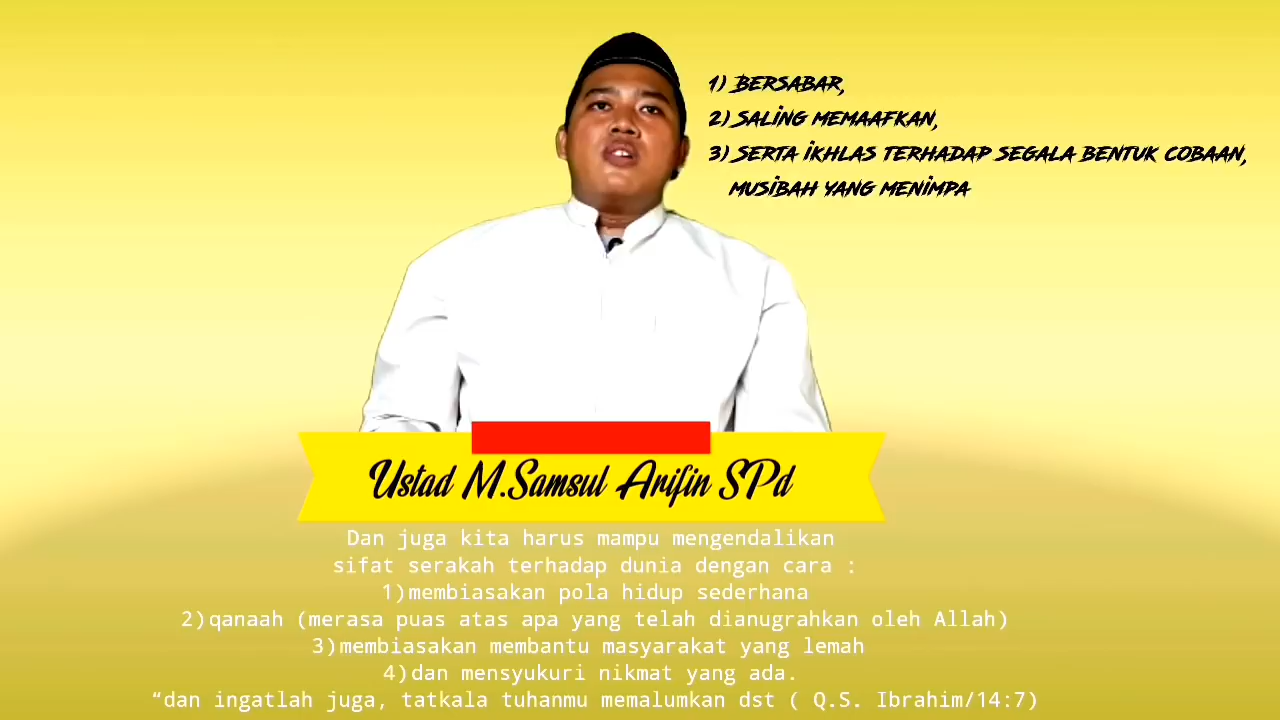 1) BERSABAR,
2) SALING MEMAAFKAN,
3) SERTA IKHLAS TERHADAP SEGALA BENTUK COBAAN,
MUSIBAH YANG MENIMPA
Ustad M.Samsul Arifin SPd
Dan juga kita harus mampu mengendalikan
sifat serakah terhadap dunia dengan cara :
1)membiasakan pola hidup sederhana
2)qanaah (merasa puas atas apa yang telah dianugrahkan oleh Allah)
3)membiasakan membantu masyarakat yang lemah
4)dan mensyukuri nikmat yang ada.
“dan ingatlah juga, tatkala tuhanmu memalumkan dst ( Q.S. Ibrahim/14:7)